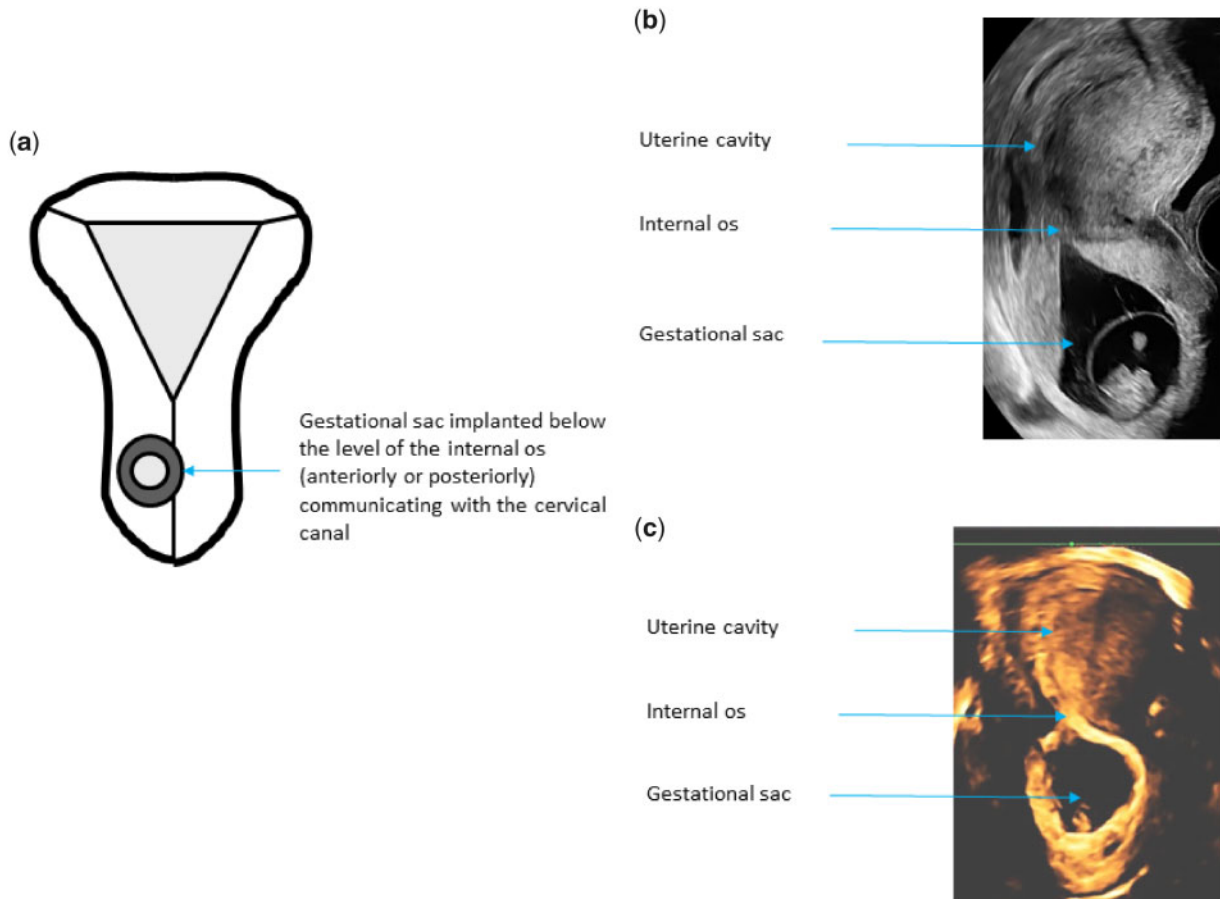 (a)
Gestational sac implanted below
the level of the internal os
(anteriorly or posteriorly)
communicating with the cervical
canal
(b)
Uterine cavity
Internal os
Gestational sac
(c)
Uterine cavity
Internal os
Gestational sac